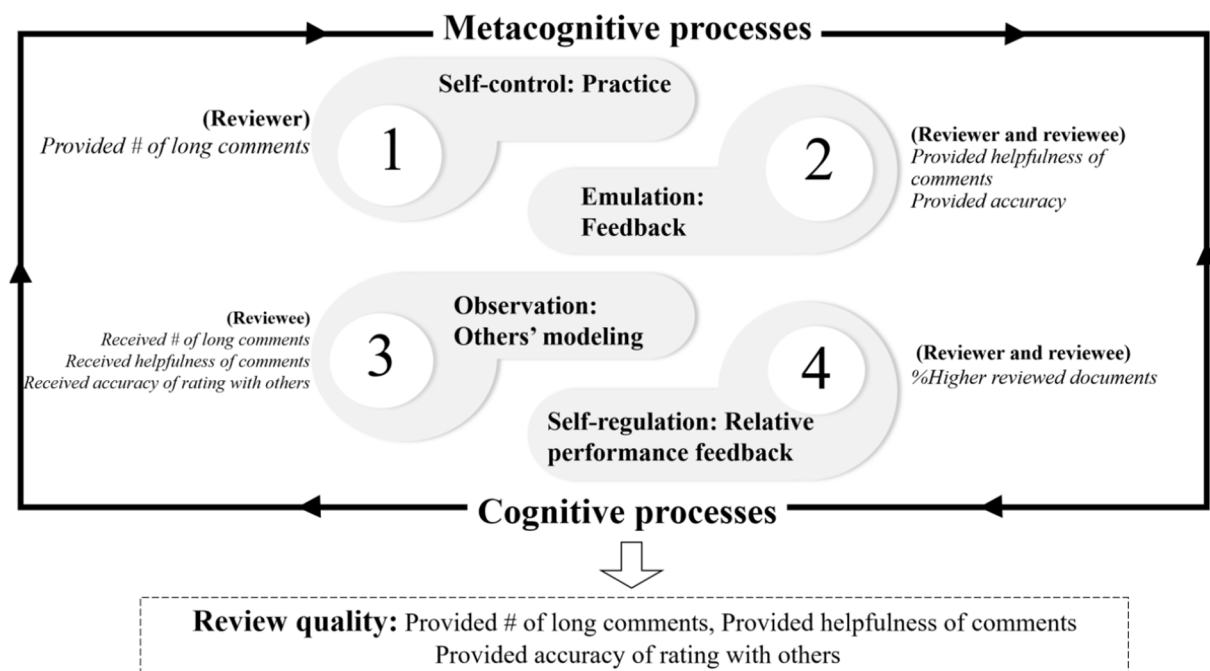 Metacognitive processes
Self-control: Practice
(Reviewer)
Provided # of long comments
1
2
(Reviewer and reviewee)
Provided helpfulness of
comments
Provided accuracy
Emulation:
Feedback
Observation:
Others’ modeling
(Reviewee)
Received # of long comments
Received helpfulness of comments
Received accuracy of rating with others
3
4
(Reviewer and reviewee)
%Higher reviewed documents
Self-regulation: Relative
performance feedback
Cognitive processes
Review quality: Provided # of long comments, Provided helpfulness of comments
Provided accuracy of rating with others